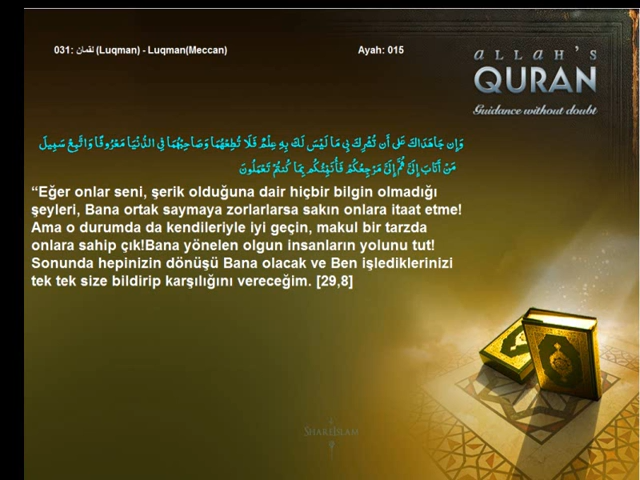 031: لقمان (Luqman) - Luqman(Meccan)
Ayah: 015
ALLAH'S
QURAN
Guidance without doubt
وَإِن جَاهَدَاكَ عَلى أَن تُشْرِكَ بِي مَا لَيْسَ لَكَ بِهِ عِلْمٌ فَلَا تُطِعْهُمَا وَصَاحِبْهُمَا فِي الدُّنْيَا مَعْرُوفًا وَاتَّبِعْ سَبِيلَ
مَنْ أَنَابَ إِلَيَّ ثُمَّ إِلَيَّ مَرْجِعُكُمْ فَأُنَبِّئُكُم بِمَا كُنتُمْ تَعْمَلُونَ
“Eğer onlar seni, şerik olduğuna dair hiçbir bilgin olmadığı
şeyleri, Bana ortak saymaya zorlarlarsa sakın onlara itaat etme!
Ama o durumda da kendileriyle iyi geçin, makul bir tarzda
onlara sahip çık!Bana yönelen olgun insanların yolunu tut!
Sonunda hepinizin dönüşü Bana olacak ve Ben işlediklerinizi
tek tek size bildirip karşılığını vereceğim. [29,8]
SHAREISLAM